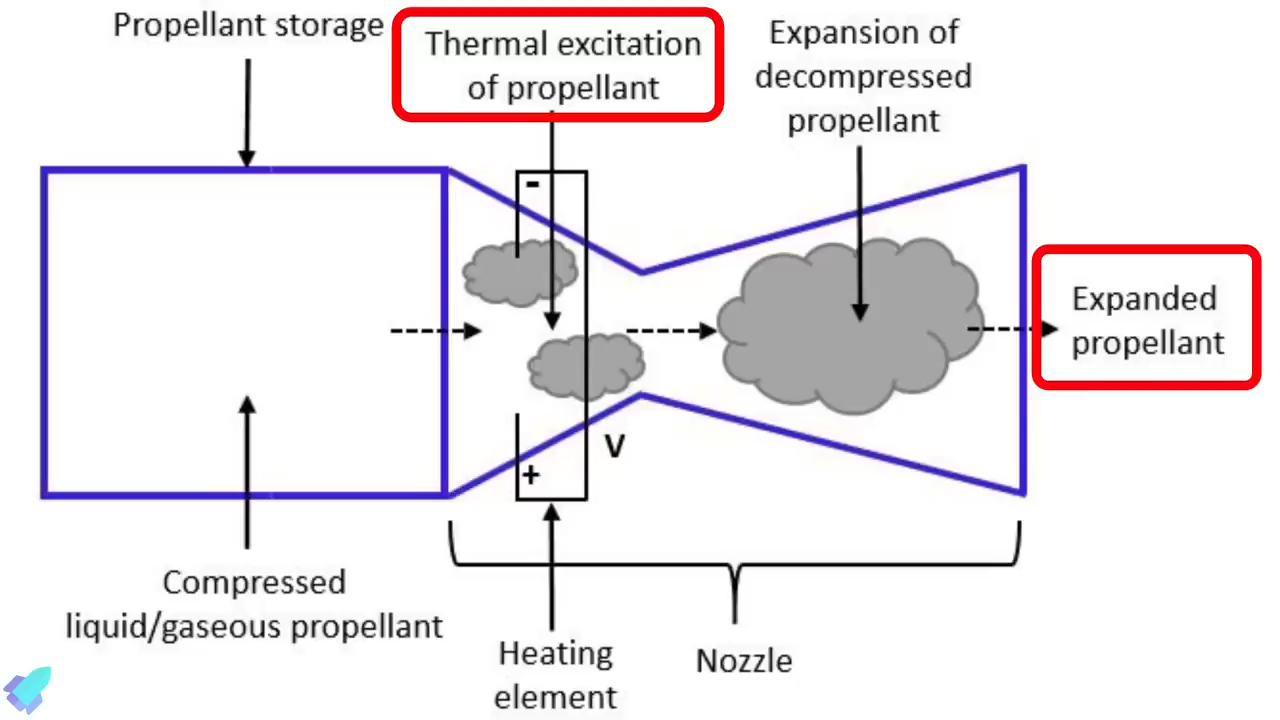 Propellant storage
Thermal excitation
of propellant
Expansion of
decompressed
propellant
-
Expanded
propellant
V
+
Compressed
liquid/gaseous propellant
Heating
element
Nozzle